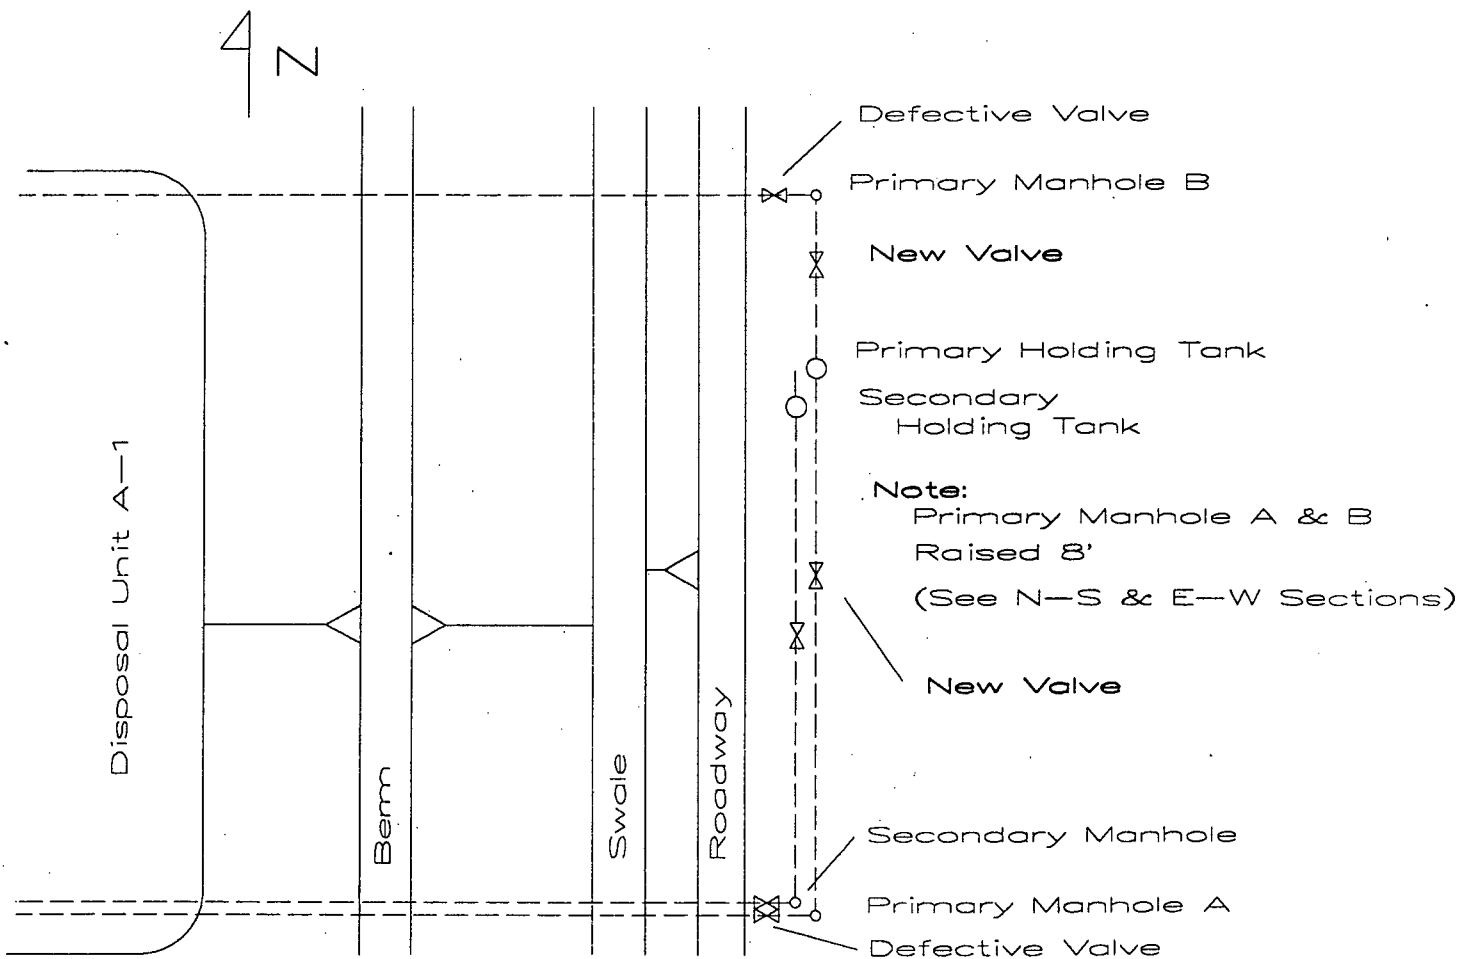 N
Defective Valve
Primary Manhole B
New Valve
Primary Holding Tank
Secondary
Holding Tank
Note:
Primary Manhole A & B
Raised 8'
(See N-S & E-W Sections)
New Valve
Disposal Unit A-1
Berm
Swale
Roadway
Secondary Manhole
Primary Manhole A
Defective Valve